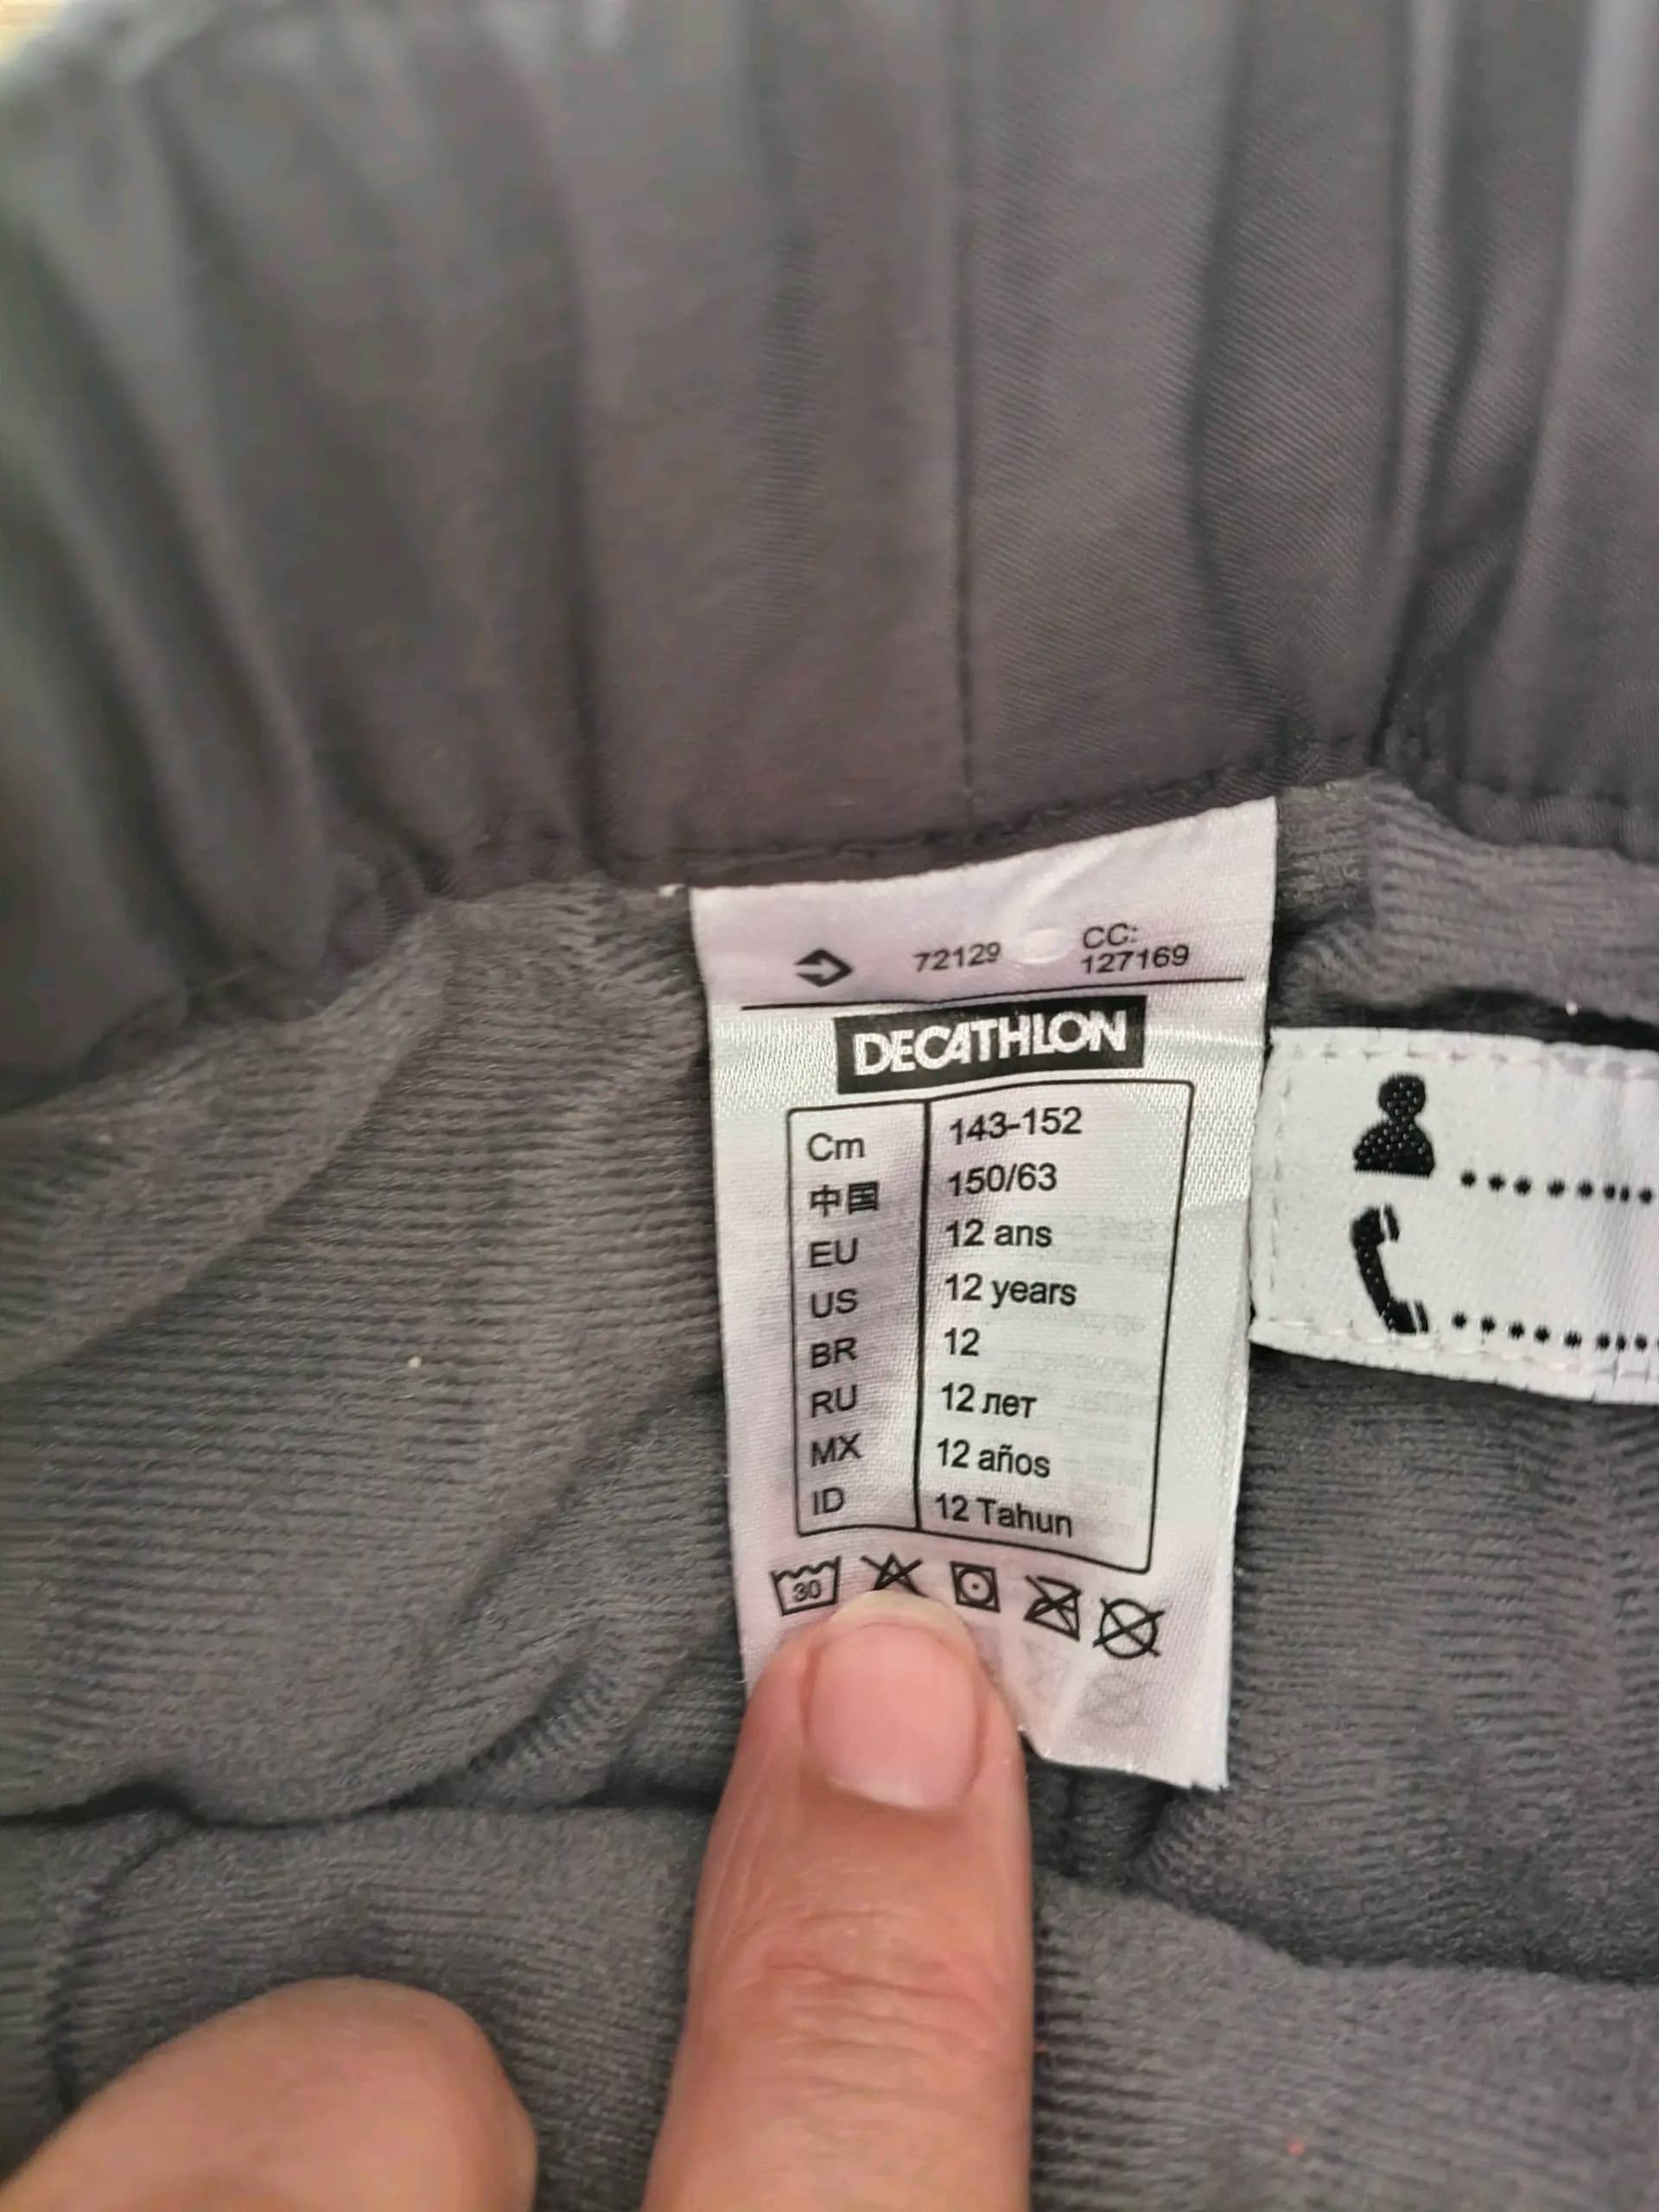 72129 CC:
127169
DECATHLON
Cm 143-152
中国 150/63
EU 12 ans
US 12 years
BR 12
RU 12 лет
MX 12 años
ID 12 Tahun
30